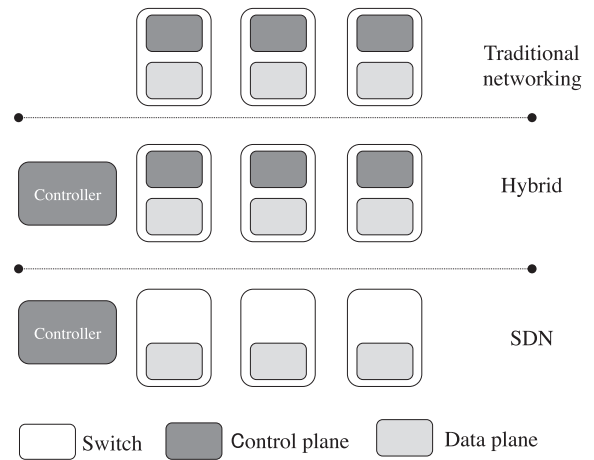 Traditional
networking
Controller
Hybrid
Controller
SDN
Switch
Control plane
Data plane